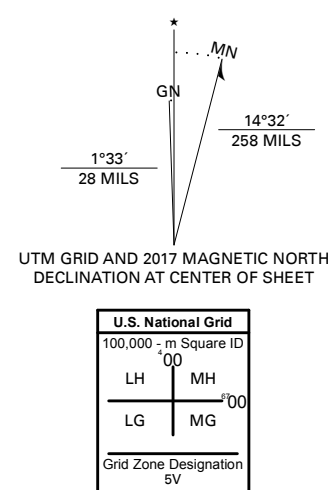 ★
MN
GN
14°32´
258 MILS
1°33´
28 MILS
UTM GRID AND 2017 MAGNETIC NORTH
DECLINATION AT CENTER OF SHEET
U.S. National Grid
100,000 - m Square ID
400
LH MH
6700
LG MG
Grid Zone Designation
5V